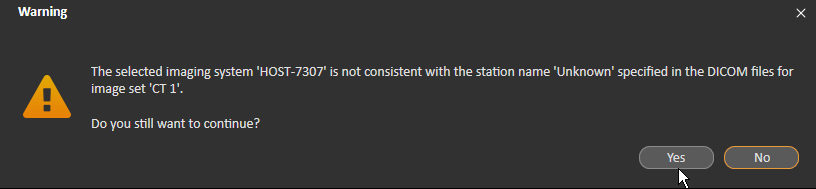 Warning
The selected imaging system 'HOST-7307' is not consistent with the station name 'Unknown' specified in the DICOM files for
image set 'CT 1'.
Do you still want to continue?
Yes
No